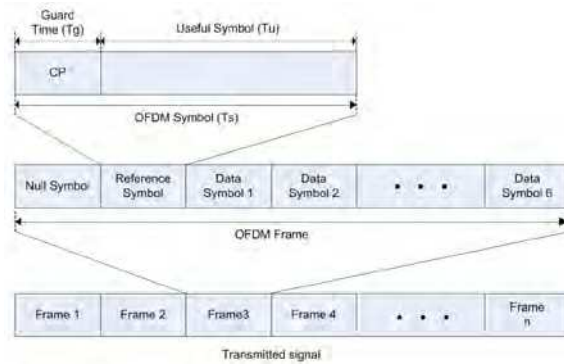 Guard
Time (Tg)
Useful Symbol (Tu)
CP
OFDM Symbol (Ts)
Null Symbol
Reference
Symbol
Data
Symbol 1
Data
Symbol 2
• • •
Data
Symbol 6
OFDM Frame
Frame 1
Frame 2
Frame3
Frame 4
• • •
Frame
n
Transmitted signal